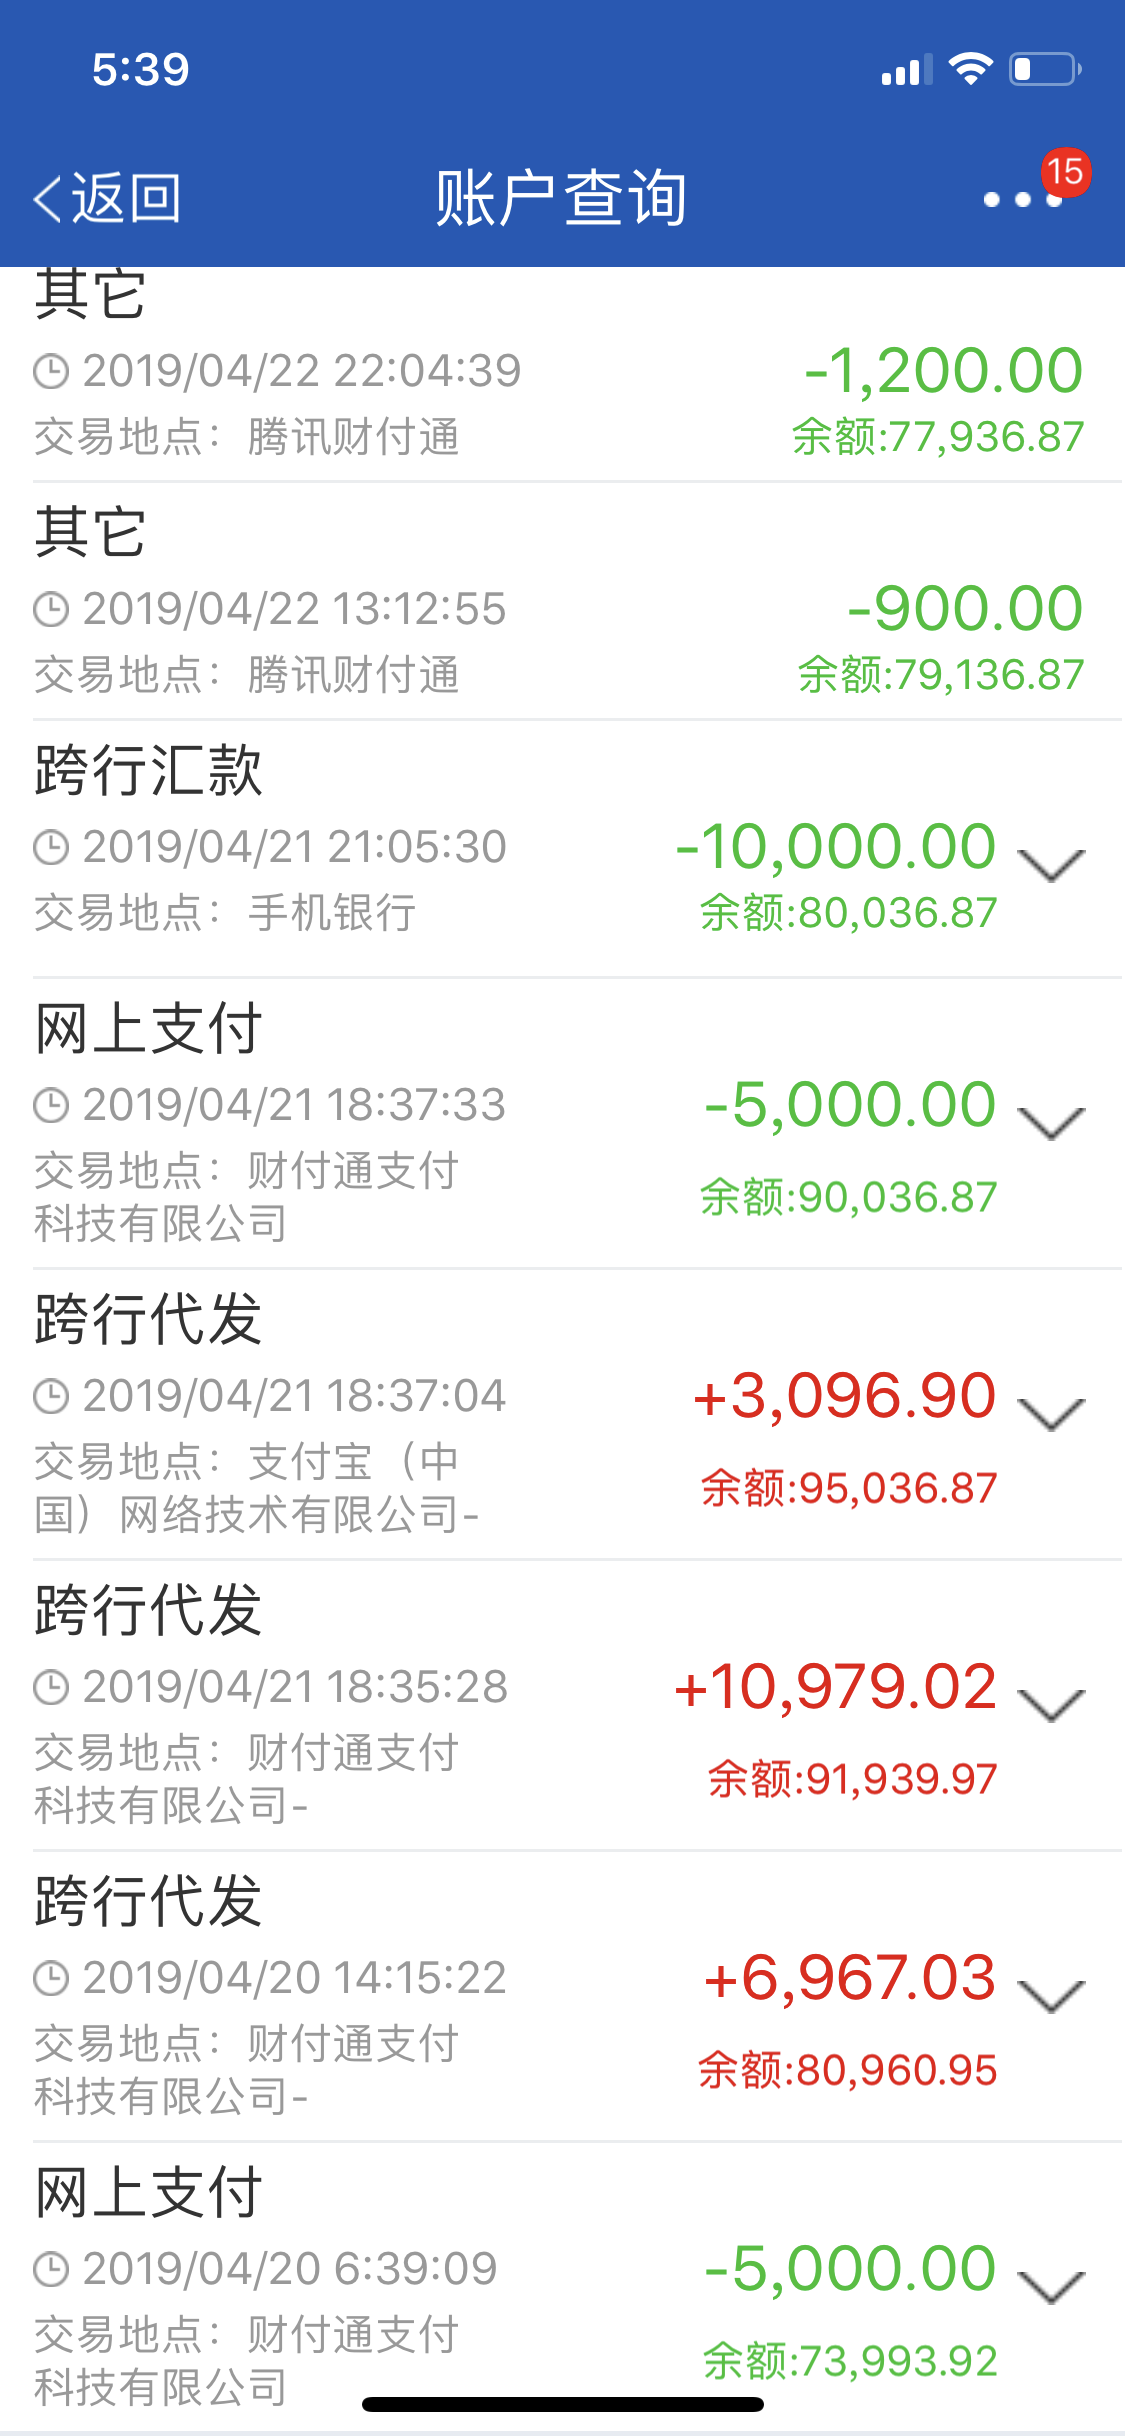 5:39
返回
账户查询
15
其它
2019/04/22 22:04:39
-1,200.00
交易地点：腾讯财付通
余额:77,936.87
其它
2019/04/22 13:12:55
-900.00
交易地点：腾讯财付通
余额:79,136.87
跨行汇款
2019/04/21 21:05:30
-10,000.00
交易地点：手机银行
余额:80,036.87
网上支付
2019/04/21 18:37:33
-5,000.00
交易地点：财付通支付
科技有限公司
余额:90,036.87
跨行代发
2019/04/21 18:37:04
+3,096.90
交易地点：支付宝（中
国）网络技术有限公司-
余额:95,036.87
跨行代发
2019/04/21 18:35:28
+10,979.02
交易地点：财付通支付
科技有限公司-
余额:91,939.97
跨行代发
2019/04/20 14:15:22
+6,967.03
交易地点：财付通支付
科技有限公司-
余额:80,960.95
网上支付
2019/04/20 6:39:09
-5,000.00
交易地点：财付通支付
科技有限公司
余额:73,993.92